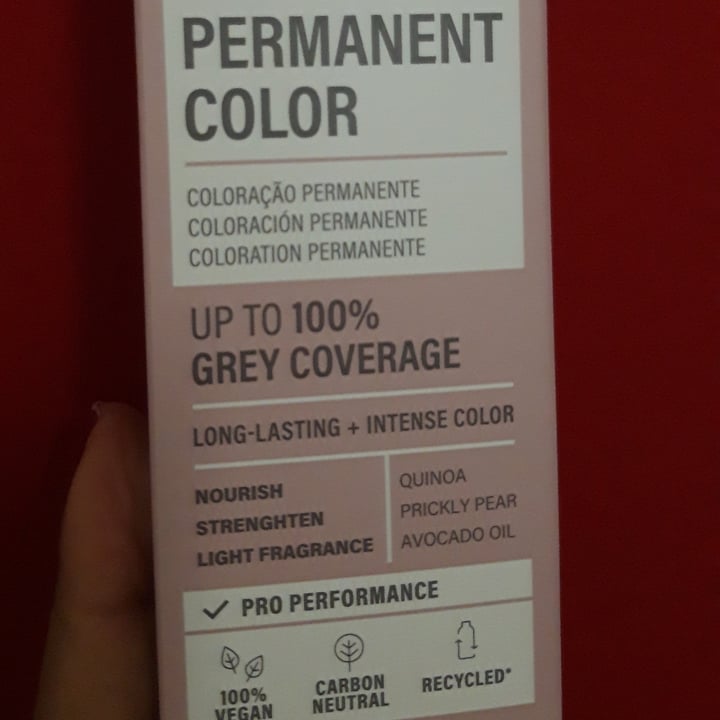 PERMANENT
COLOR
COLORAÇÃO PERMANENTE
COLORACIÓN PERMANENTE
COLORATION PERMANENTE
UP TO 100%
GREY COVERAGE
LONG-LASTING + INTENSE COLOR
NOURISH
STRENGHTEN
LIGHT FRAGRANCE
QUINOA
PRICKLY PEAR
AVOCADO OIL
PRO PERFORMANCE
100%
VEGAN
CARBON
NEUTRAL
RECYCLED*